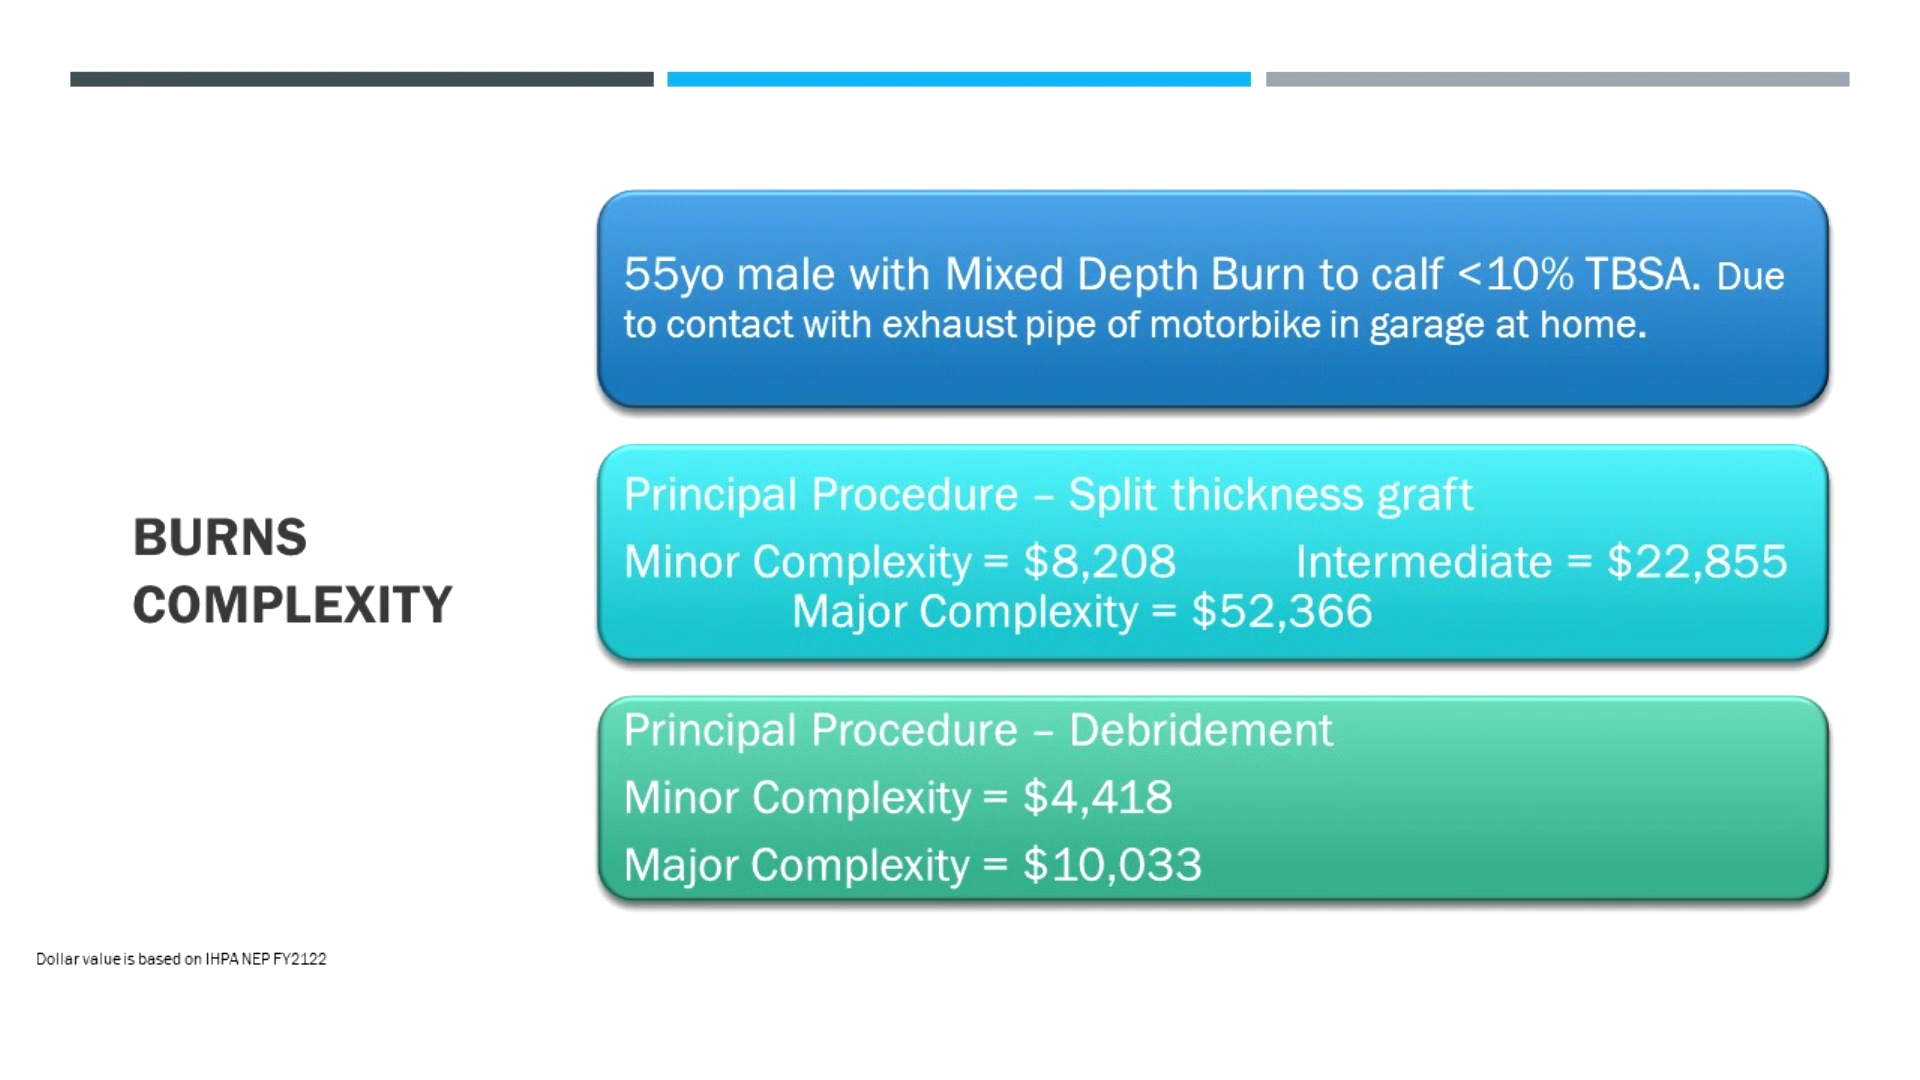 BURNS
COMPLEXITY
55yo male with Mixed Depth Burn to calf <10% TBSA. Due
to contact with exhaust pipe of motorbike in garage at home.
Principal Procedure – Split thickness graft
Minor Complexity = $8,208 Intermediate = $22,855
Major Complexity = $52,366
Principal Procedure – Debridement
Minor Complexity = $4,418
Major Complexity = $10,033
Dollar value is based on IHPA NEP FY2122